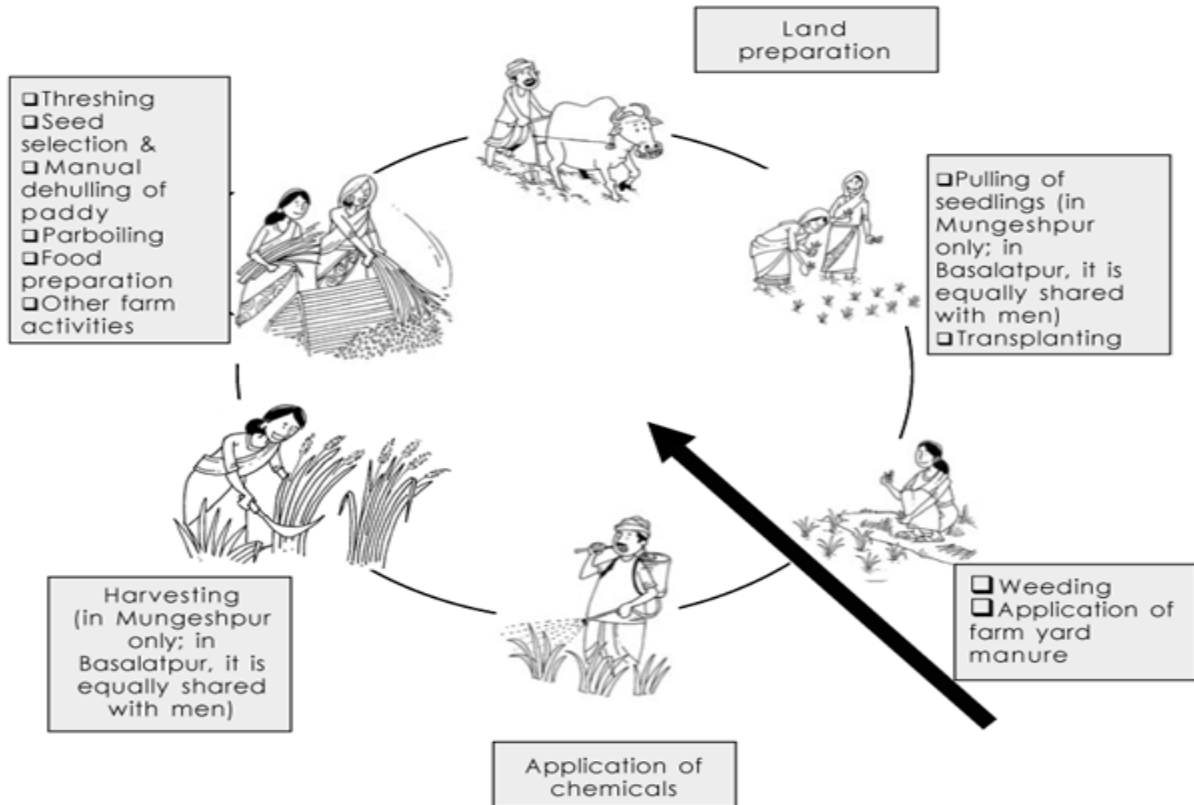 Land
preparation
❑Threshing
❑Seed
selection &
❑Manual
dehulling of
paddy
❑Parboiling
❑Food
preparation
❑Other farm
activities
❑Pulling of
seedlings (in
Mungeshpur
only; in
Basalatpur, it is
equally shared
with men)
❑Transplanting
❑Weeding
❑Application of
farm yard
manure
Harvesting
(in Mungeshpur
only; in
Basalatpur, it is
equally shared
with men)
Application of
chemicals